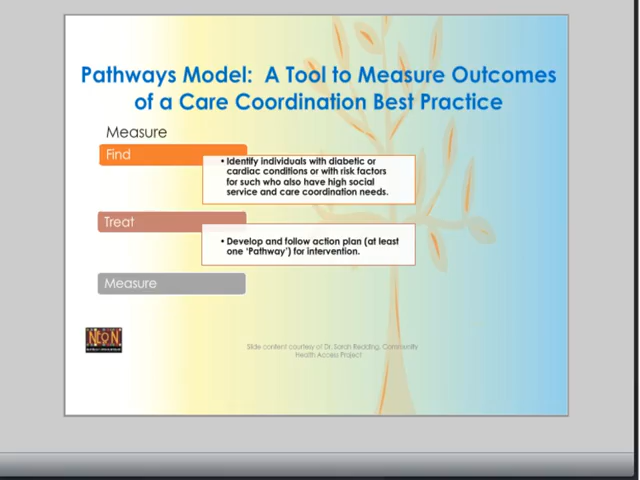 Pathways Model: A Tool to Measure Outcomes
of a Care Coordination Best Practice
Measure
Find
• Identify individuals with diabetic or
cardiac conditions or with risk factors
for such who also have high social
service and care coordination needs.
Treat
• Develop and follow action plan (at least
one 'Pathway') for intervention.
Measure
NEON
Slide content courtesy of Dr. Sarah Redding, Community
Health Access Project